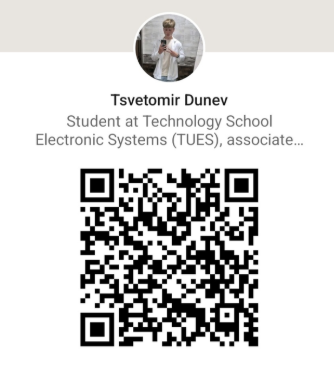 Tsvetomir Dunev
Student at Technology School
Electronic Systems (TUES), associate...